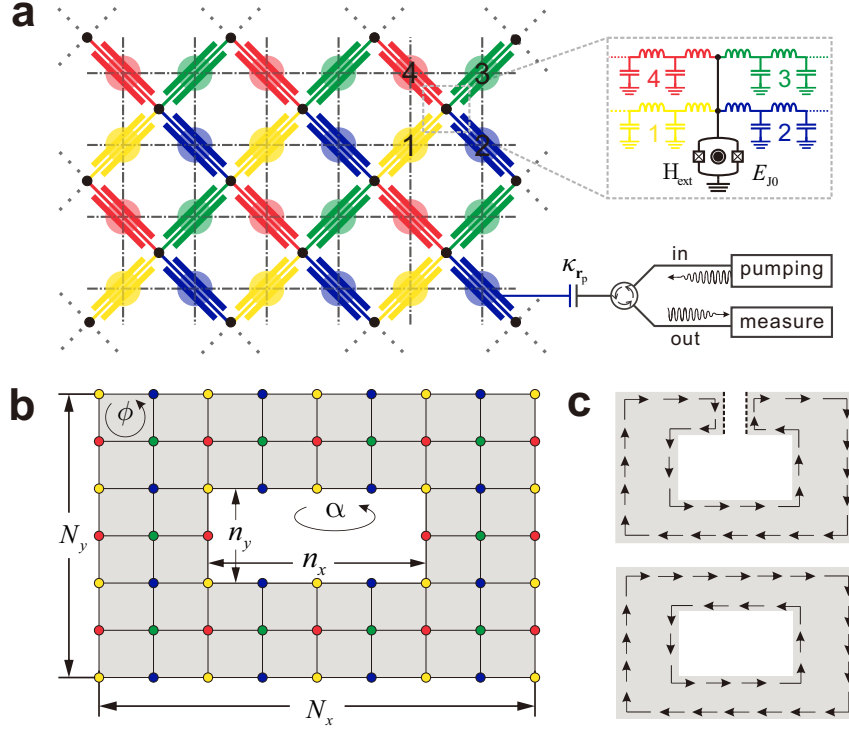 a
4 3
1 2
4 3
1 2
H_ext E_J0
κ_r_p
in
pumping
out
measure
b
c
ϕ
N_y
n_y
α
n_x
N_x